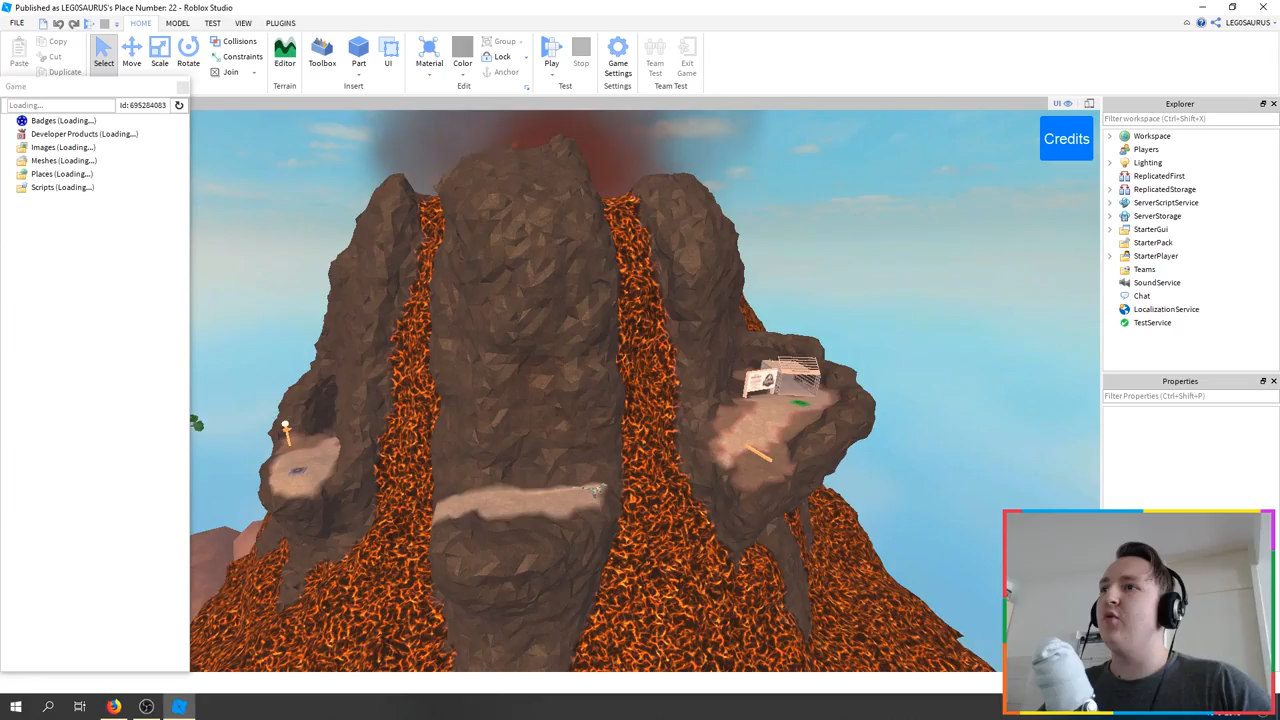 Published as LEG0SAURUS's Place Number: 22 - Roblox Studio
FILE HOME MODEL TEST VIEW PLUGINS LEG0SAURUS
Paste Copy Cut Duplicate Select Move Scale Rotate Collisions Constraints Join Editor Terrain Toolbox Part UI Insert Material Color Group Lock Anchor Edit Play Stop Test Game Settings Settings Team Test Exit Game Team Test
Game
Loading... Id: 695284083
Badges (Loading...)
Developer Products (Loading...)
Images (Loading...)
Meshes (Loading...)
Places (Loading...)
Scripts (Loading...)
UI
Credits
Explorer
Filter workspace (Ctrl+Shift+X)
Workspace
Players
Lighting
ReplicatedFirst
ReplicatedStorage
ServerScriptService
ServerStorage
StarterGui
StarterPack
StarterPlayer
Teams
SoundService
Chat
LocalizationService
TestService
Properties
Filter Properties (Ctrl+Shift+P)